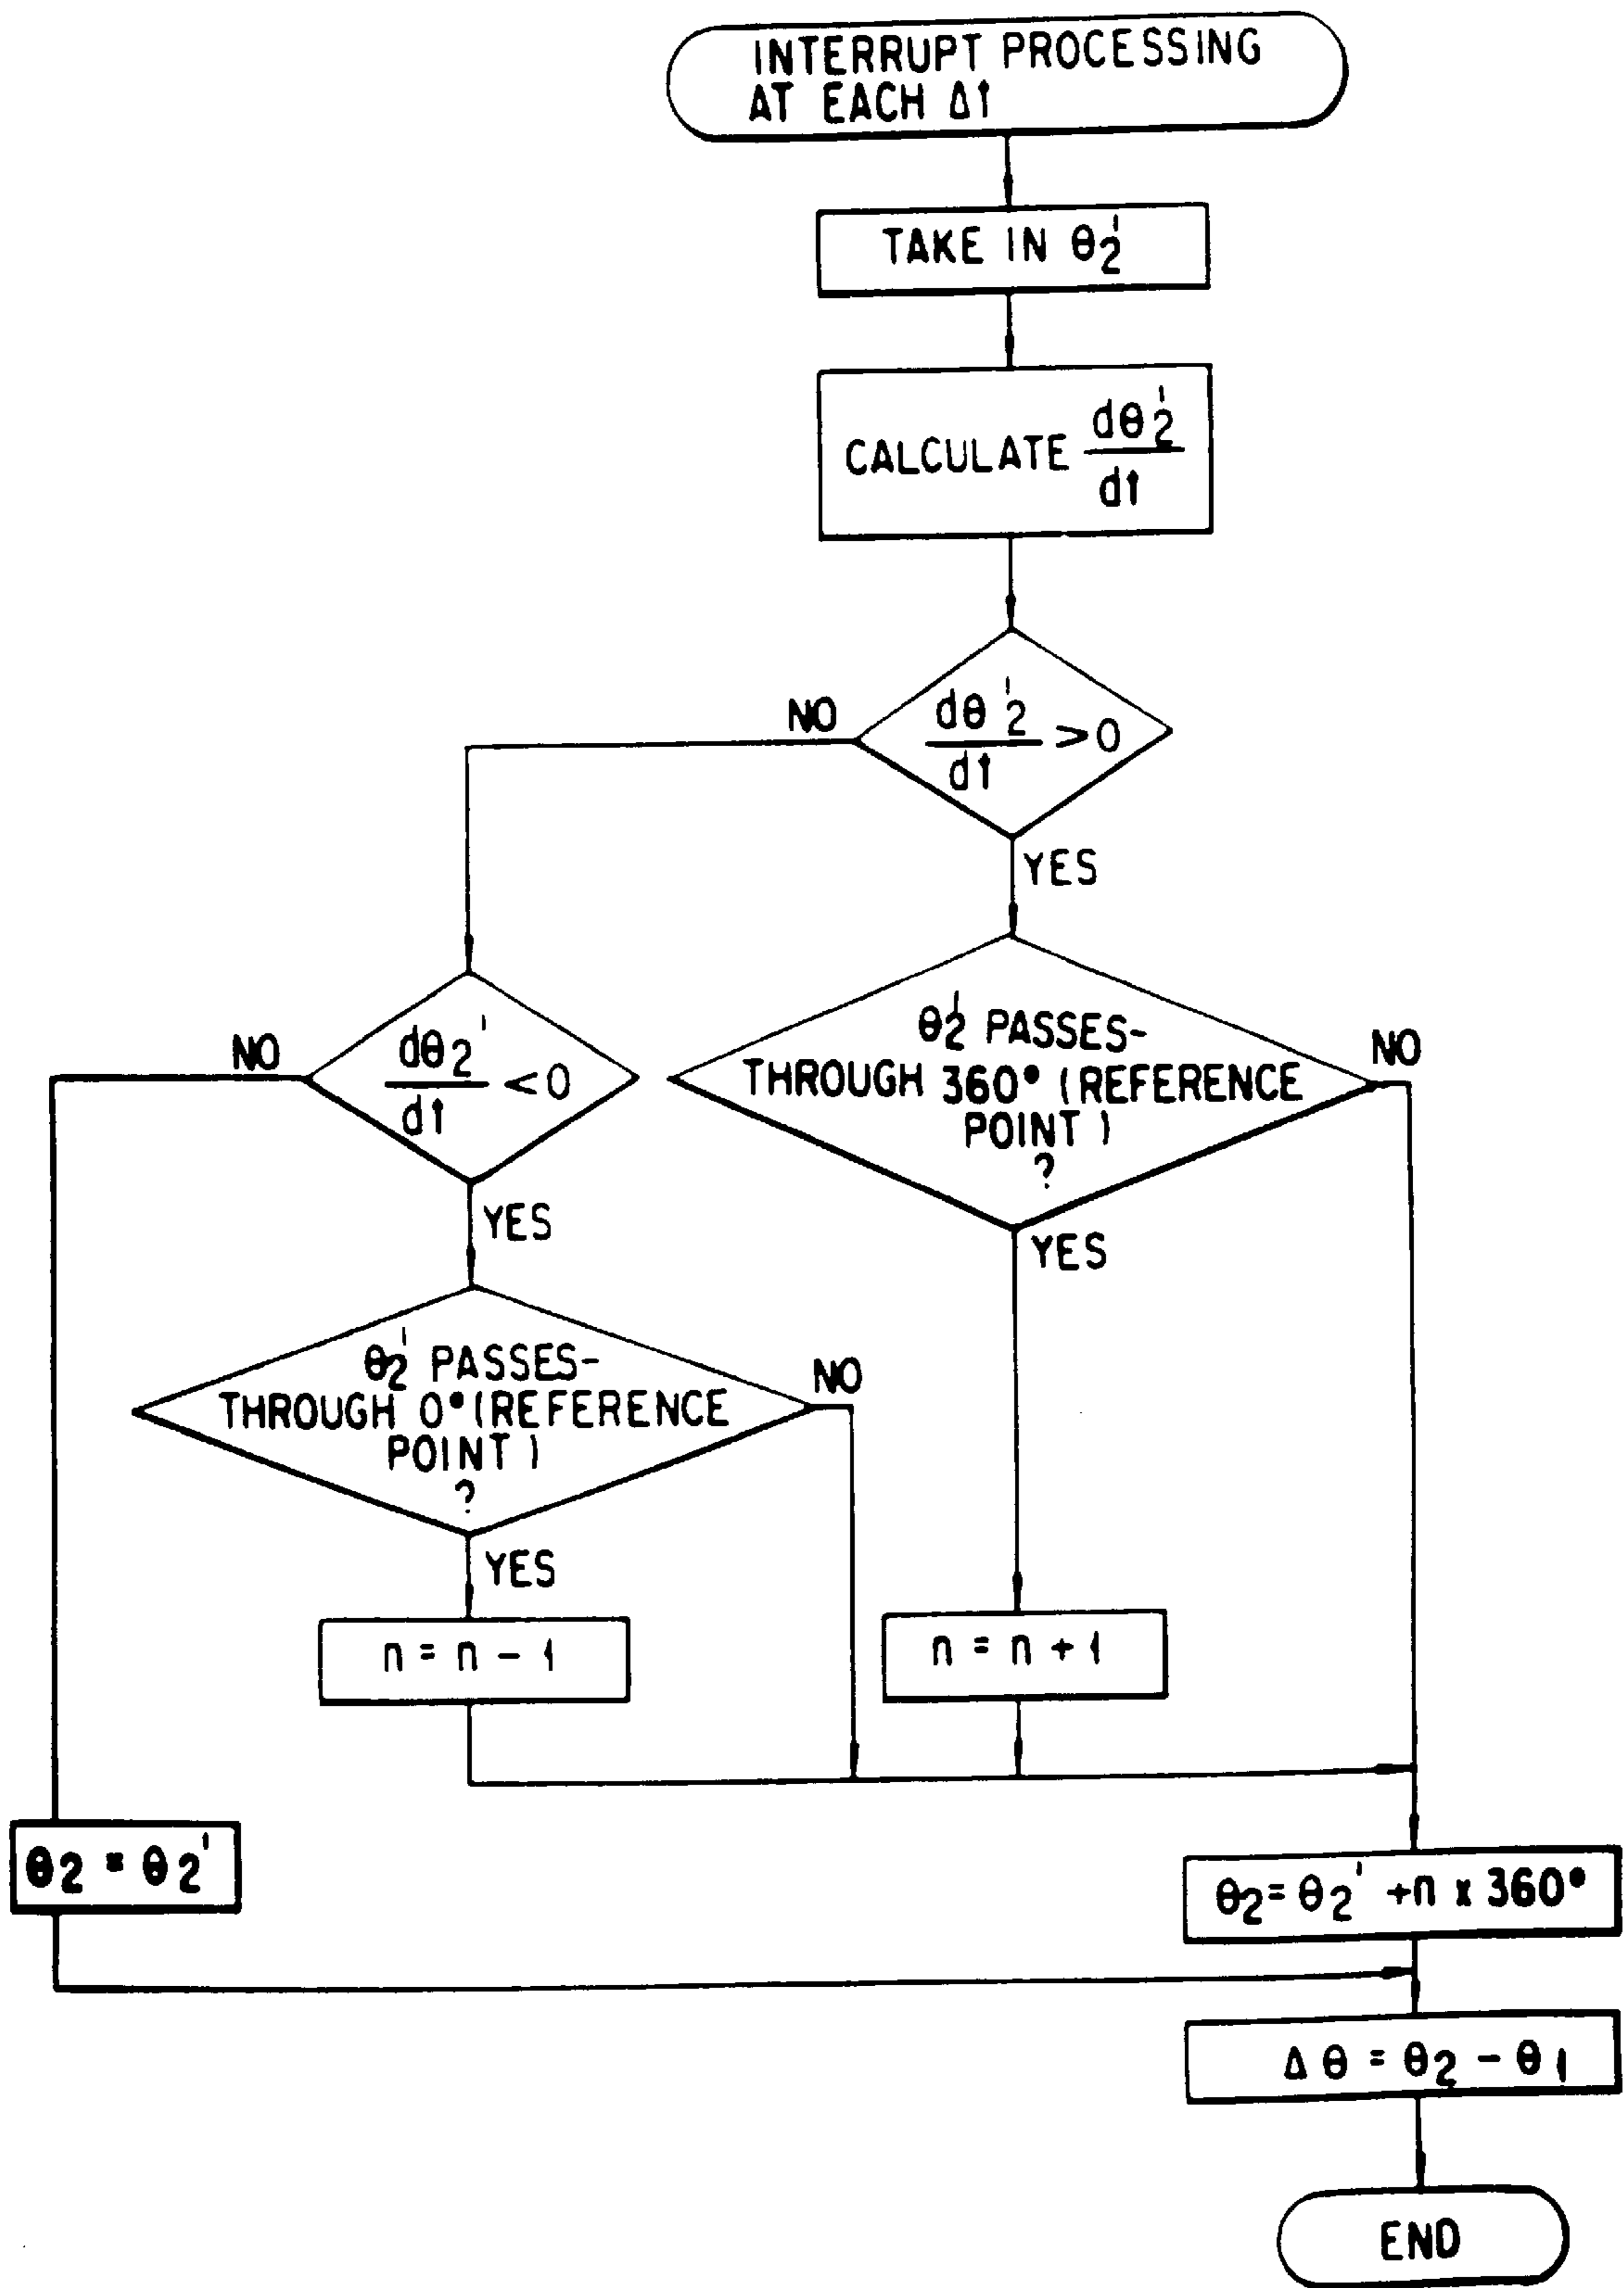 INTERRUPT PROCESSING
AT EACH Δt
TAKE IN θ2'
CALCULATE dθ2'
dt
NO
dθ'2
dt
>0
YES
θ2' PASSES-
THROUGH 360° (REFERENCE
POINT)
?
NO
YES
NO
dθ2'
dt
<0
YES
θ2' PASSES-
THROUGH 0° (REFERENCE
POINT)
?
NO
YES
n = n - 1
n = n + 1
θ2 = θ2'
θ2 = θ2' +n x 360°
Δθ = θ2 - θ1
END